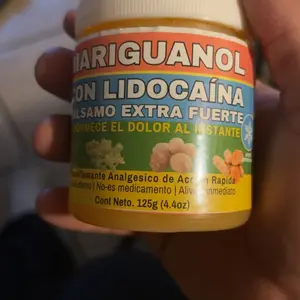 MARIGUANOL
CON LIDOCAÍNA
BÁLSAMO EXTRA FUERTE
EL DOLOR AL INSTANTE
Analgesico de Acción Rapida
| No-es medicamento |
Cont Neto. 125g (4.4oz)